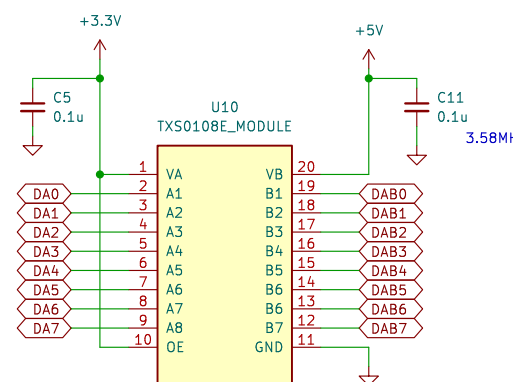 +3.3V
+5V
C5
0.1u
C11
0.1u
U10
TXS0108E_MODULE
3.58MH
1 VA VB 20
DA0 2 A1 B1 19 DAB0
DA1 3 A2 B2 18 DAB1
DA2 4 A3 B3 17 DAB2
DA3 5 A4 B4 16 DAB3
DA4 6 A5 B5 15 DAB4
DA5 7 A6 B6 14 DAB5
DA6 8 A7 B6 13 DAB6
DA7 9 A8 B7 12 DAB7
10 OE GND 11